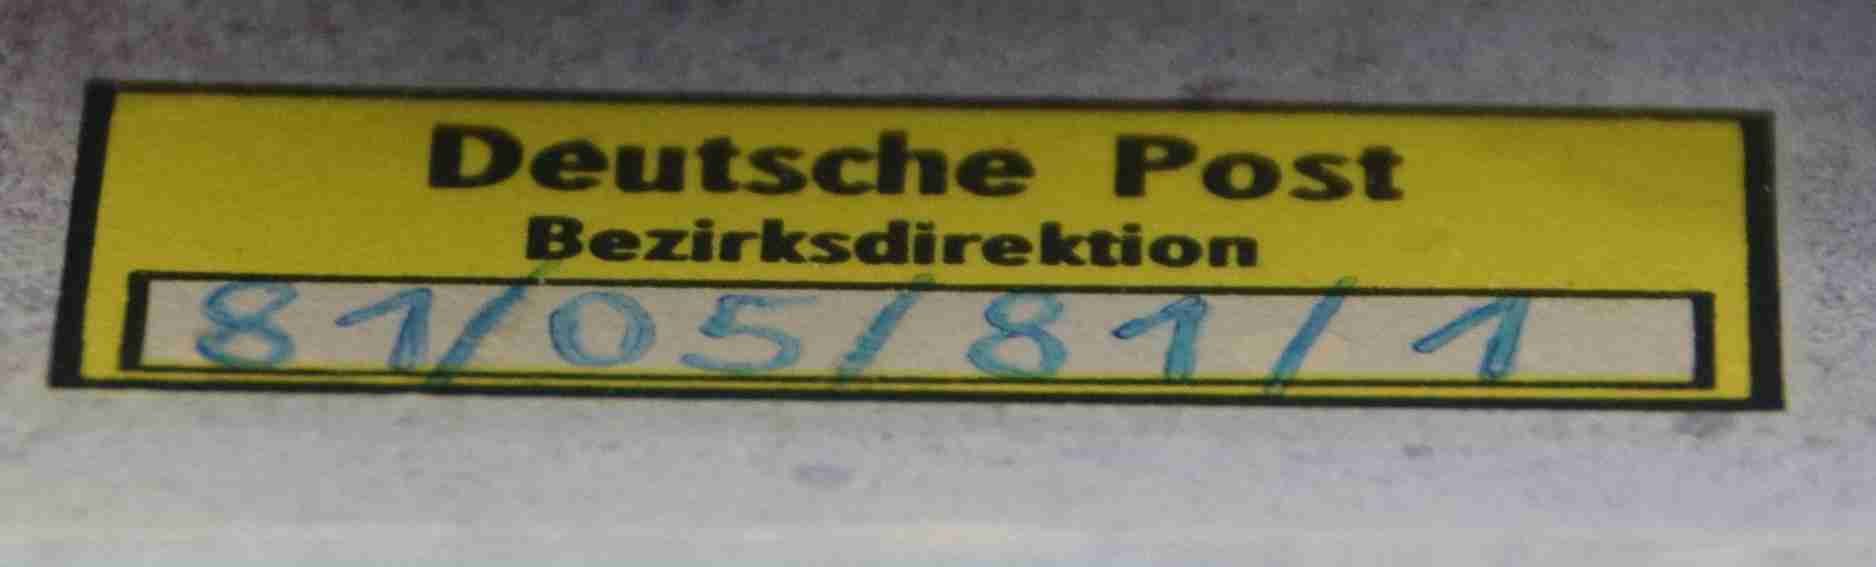 Deutsche Post
Bezirksdirektion
81/05/81/1